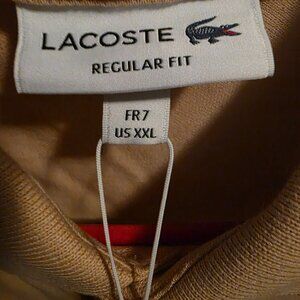 LACOSTE
REGULAR FIT
FR7
US XXL